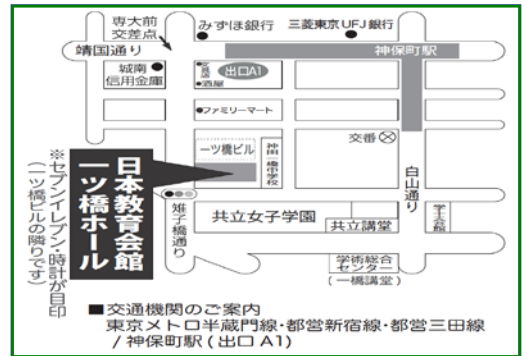 専大前
交差点
みずほ銀行
三菱東京UFJ銀行
靖国通り
神保町駅
城南
信用金庫
文具店
酒屋
出口A1
ファミリーマート
一ツ橋ビル
神田一橋中学校
交番
日本教育会館
一ツ橋ホール
※セブンイレブン・時計が目印
(一ツ橋ビルの隣りです)
雉子橋通り
白山通り
共立女子学園
共立講堂
学士会館
学術総合
センター
(一橋講堂)
■交通機関のご案内
東京メトロ半蔵門線・都営新宿線・都営三田線
/ 神保町駅 ( 出口 A1)